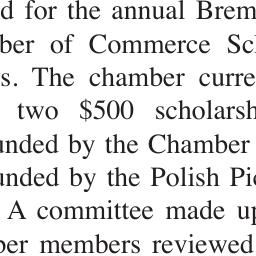 d for the annual Brem
ber of Commerce Sc
s. The chamber curre
two $500 scholarsh
unded by the Chamber
unded by the Polish Pi
A committee made up
ber members reviewed